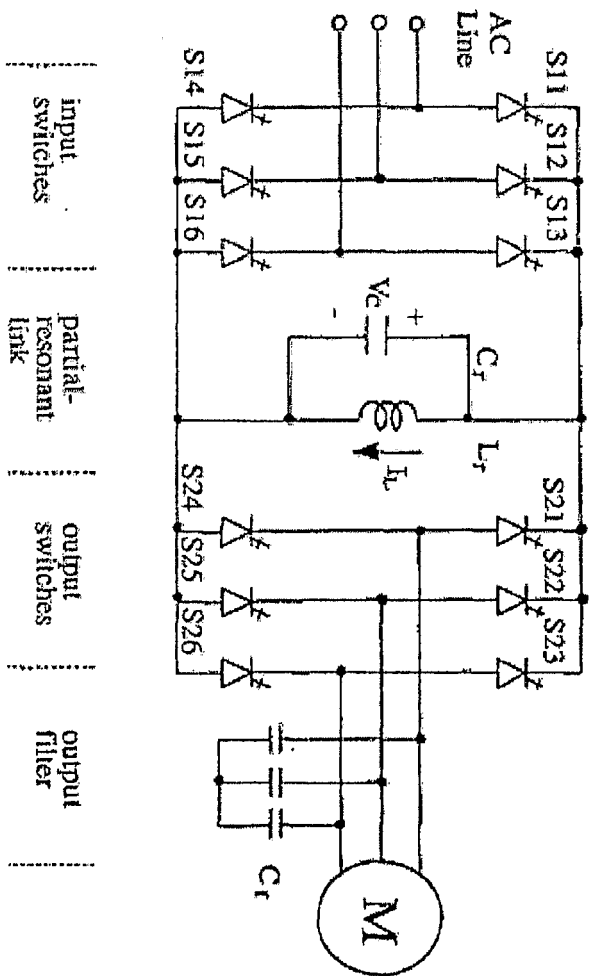 S11 S12 S13 S21 S22 S23
AC
Line
Cr Lr
+
Vc
-
IL
M
Cr
S14 S15 S16 S24 S25 S26
input
switches
partial-
resonant
link
output
switches
output
filter